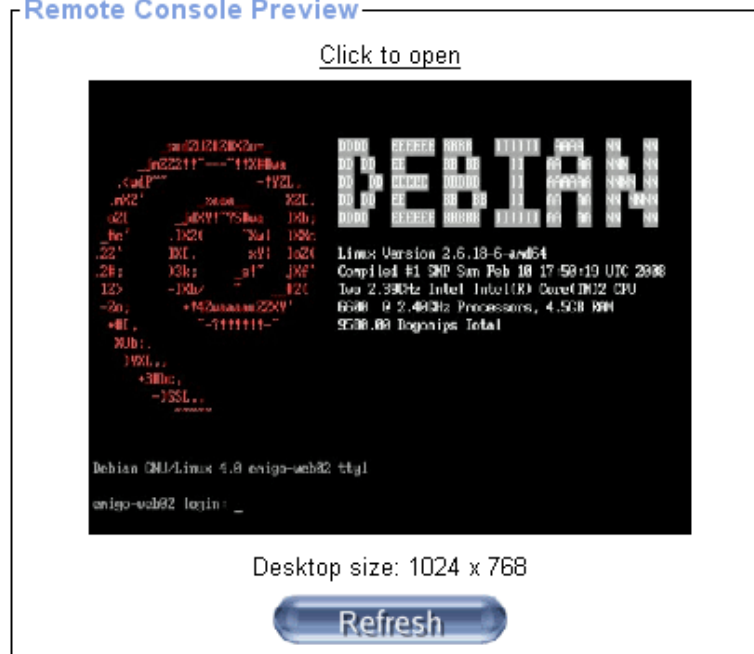 Remote Console Preview
Click to open
DEBIAN
Linux Version 2.6.18-6-amd64
Compiled #1 SMP Sun Feb 10 17:50:19 UTC 2008
Two 2.39GHz Intel Intel(R) Core(TM)2 CPU
6600 @ 2.40GHz Processors, 4.5GB RAM
9580.00 Bogomips Total
Debian GNU/Linux 4.0 emigo-web02 tty1
emigo-web02 login: _
Desktop size: 1024 x 768
Refresh